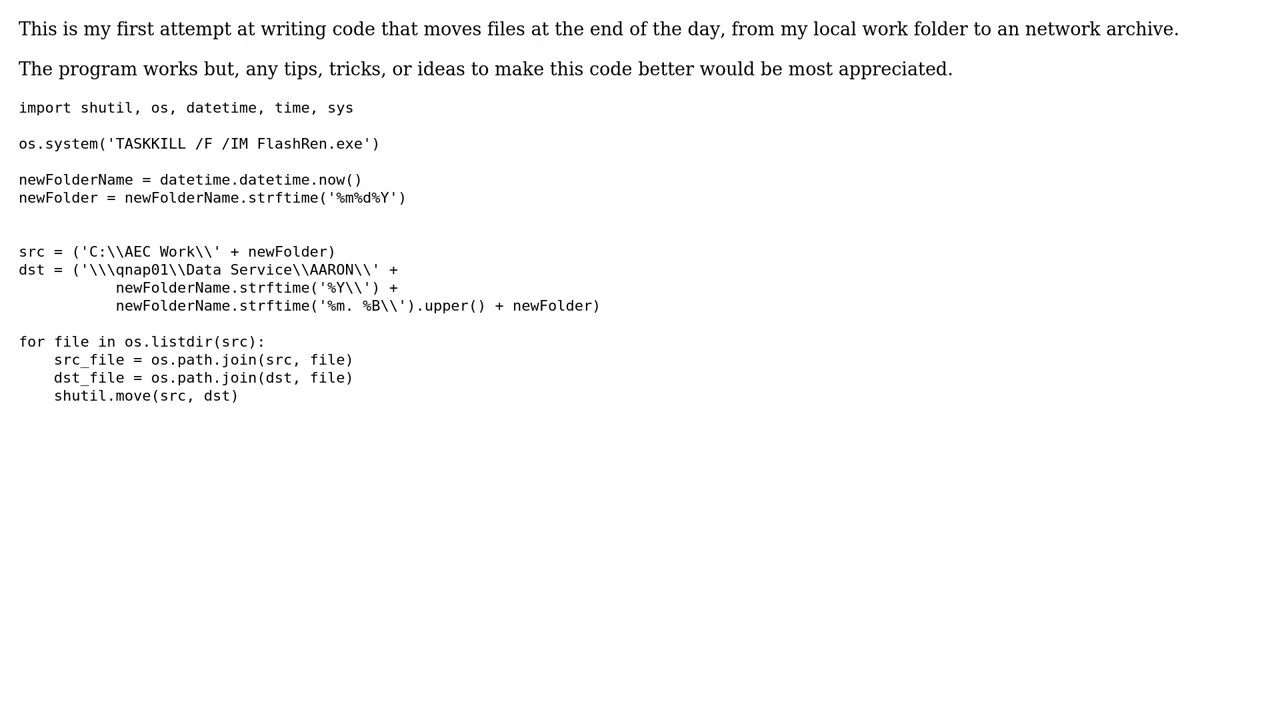 This is my first attempt at writing code that moves files at the end of the day, from my local work folder to an network archive.
The program works but, any tips, tricks, or ideas to make this code better would be most appreciated.
import shutil, os, datetime, time, sys
os.system('TASKKILL /F /IM FlashRen.exe')
newFolderName = datetime.datetime.now()
newFolder = newFolderName.strftime('%m%d%Y')
src = ('C:\\AEC Work\\' + newFolder)
dst = ('\\\qnap01\\Data Service\\AARON\\' +
           newFolderName.strftime('%Y\\') +
           newFolderName.strftime('%m. %B\\').upper() + newFolder)
for file in os.listdir(src):
    src_file = os.path.join(src, file)
    dst_file = os.path.join(dst, file)
    shutil.move(src, dst)